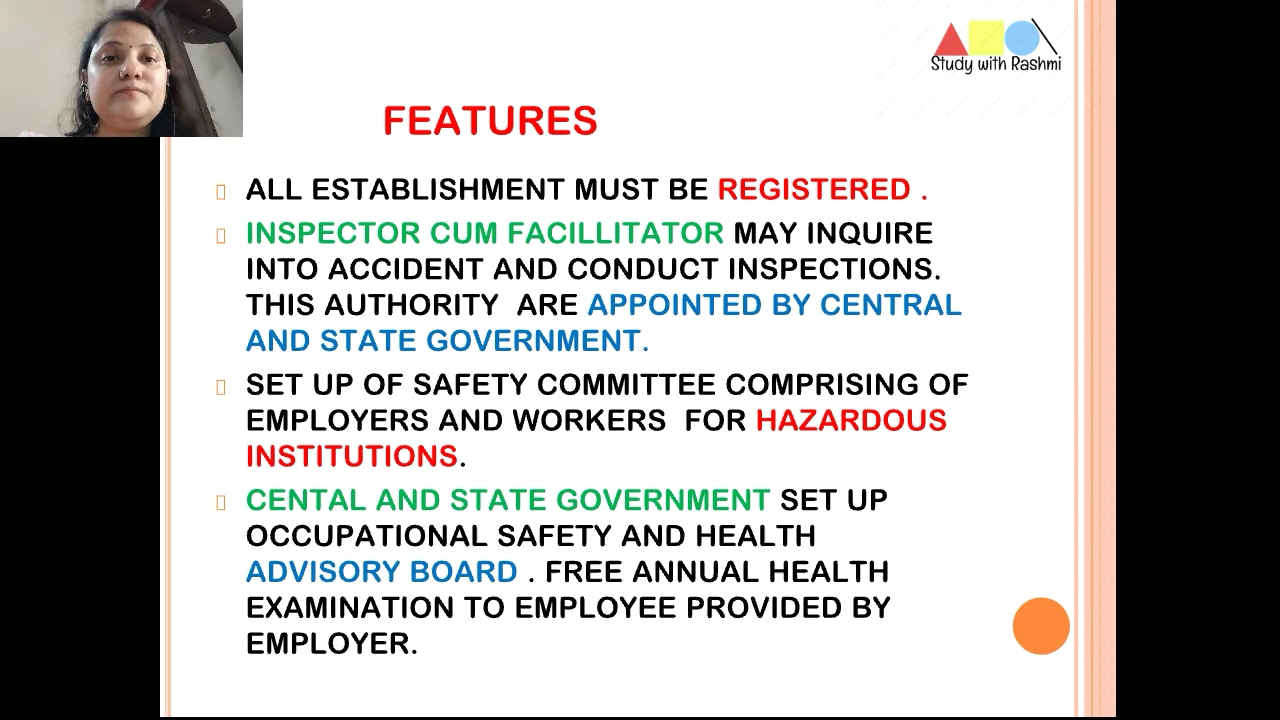 Study with Rashmi
FEATURES
ALL ESTABLISHMENT MUST BE REGISTERED .
INSPECTOR CUM FACILLITATOR MAY INQUIRE
INTO ACCIDENT AND CONDUCT INSPECTIONS.
THIS AUTHORITY ARE APPOINTED BY CENTRAL
AND STATE GOVERNMENT.
SET UP OF SAFETY COMMITTEE COMPRISING OF
EMPLOYERS AND WORKERS FOR HAZARDOUS
INSTITUTIONS.
CENTAL AND STATE GOVERNMENT SET UP
OCCUPATIONAL SAFETY AND HEALTH
ADVISORY BOARD . FREE ANNUAL HEALTH
EXAMINATION TO EMPLOYEE PROVIDED BY
EMPLOYER.